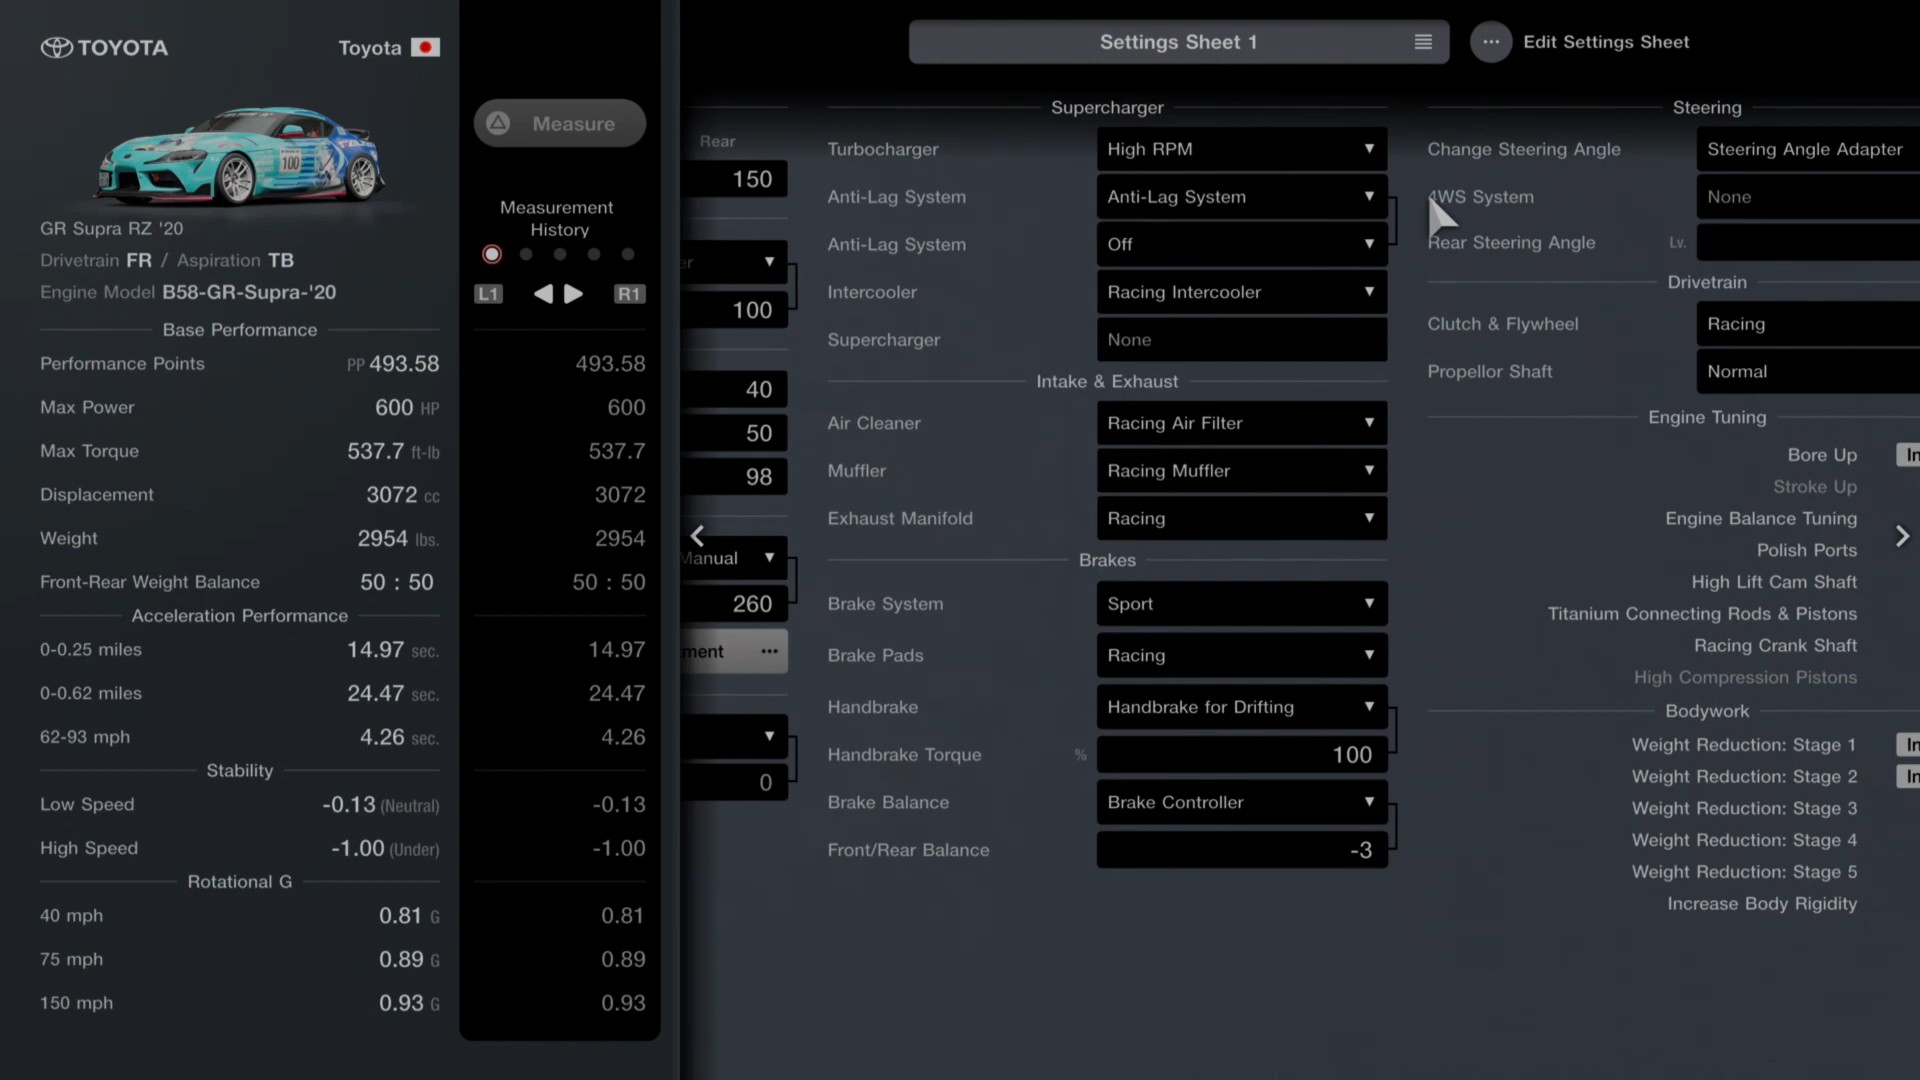 TOYOTA
Toyota
GR Supra RZ '20
Drivetrain FR / Aspiration TB
Engine Model B58-GR-Supra-'20
Base Performance
Performance Points PP 493.58
Max Power 600 HP
Max Torque 537.7 ft-lb
Displacement 3072 cc
Weight 2954 lbs.
Front-Rear Weight Balance 50 : 50
Acceleration Performance
0-0.25 miles 14.97 sec.
0-0.62 miles 24.47 sec.
62-93 mph 4.26 sec.
Stability
Low Speed -0.13 (Neutral)
High Speed -1.00 (Under)
Rotational G
40 mph 0.81 G
75 mph 0.89 G
150 mph 0.93 G
100
Measure
Measurement
History
L1 R1
493.58
600
537.7
3072
2954
50 : 50
14.97
24.47
4.26
-0.13
-1.00
0.81
0.89
0.93
Settings Sheet 1
Edit Settings Sheet
Rear
150
er
100
40
50
98
Manual
260
ment
0
Supercharger
Turbocharger High RPM
Anti-Lag System Anti-Lag System
Anti-Lag System Off
Intercooler Racing Intercooler
Supercharger None
Intake & Exhaust
Air Cleaner Racing Air Filter
Muffler Racing Muffler
Exhaust Manifold Racing
Brakes
Brake System Sport
Brake Pads Racing
Handbrake Handbrake for Drifting
Handbrake Torque % 100
Brake Balance Brake Controller
Front/Rear Balance -3
Steering
Change Steering Angle Steering Angle Adapter
4WS System None
Rear Steering Angle Lv.
Drivetrain
Clutch & Flywheel Racing
Propellor Shaft Normal
Engine Tuning
Bore Up In
Stroke Up
Engine Balance Tuning
Polish Ports
High Lift Cam Shaft
Titanium Connecting Rods & Pistons
Racing Crank Shaft
High Compression Pistons
Bodywork
Weight Reduction: Stage 1 In
Weight Reduction: Stage 2 In
Weight Reduction: Stage 3
Weight Reduction: Stage 4
Weight Reduction: Stage 5
Increase Body Rigidity